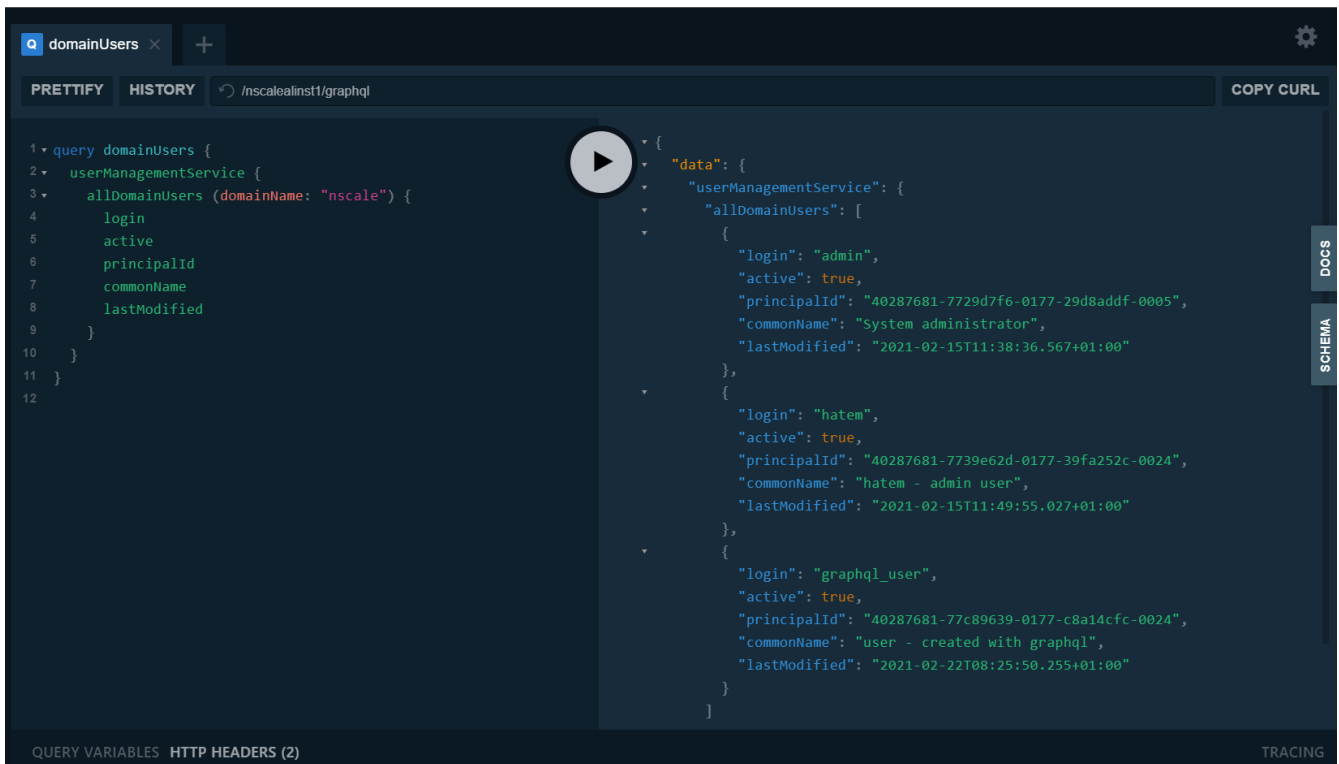 Q domainUsers ×
+
PRETTIFY HISTORY /nscalealinst1/graphql COPY CURL
1 query domainUsers {
2 userManagementService {
3 allDomainUsers (domainName: "nscale") {
4 login
5 active
6 principalId
7 commonName
8 lastModified
9 }
10 }
11 }
12
{
"data": {
"userManagementService": {
"allDomainUsers": [
{
"login": "admin",
"active": true,
"principalId": "40287681-7729d7f6-0177-29d8addf-0005",
"commonName": "System administrator",
"lastModified": "2021-02-15T11:38:36.567+01:00"
},
{
"login": "hatem",
"active": true,
"principalId": "40287681-7739e62d-0177-39fa252c-0024",
"commonName": "hatem - admin user",
"lastModified": "2021-02-15T11:49:55.027+01:00"
},
{
"login": "graphql_user",
"active": true,
"principalId": "40287681-77c89639-0177-c8a14cfc-0024",
"commonName": "user - created with graphql",
"lastModified": "2021-02-22T08:25:50.255+01:00"
}
]
DOCS
SCHEMA
QUERY VARIABLES HTTP HEADERS (2) TRACING